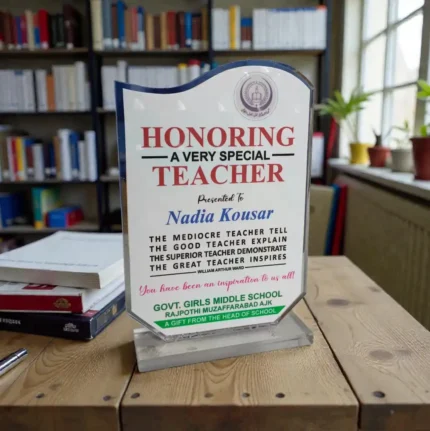 HONORING
A VERY SPECIAL
TEACHER
Presented To
Nadia Kousar
THE MEDIOCRE TEACHER TELL
THE GOOD TEACHER EXPLAIN
THE SUPERIOR TEACHER DEMONSTRATE
THE GREAT TEACHER INSPIRES
WILLIAM ARTHUR WARD
You have been an inspiration to us all!
GOVT. GIRLS MIDDLE SCHOOL
RAJPOTHI MUZAFFARABAD AJK
A GIFT FROM THE HEAD OF SCHOOL